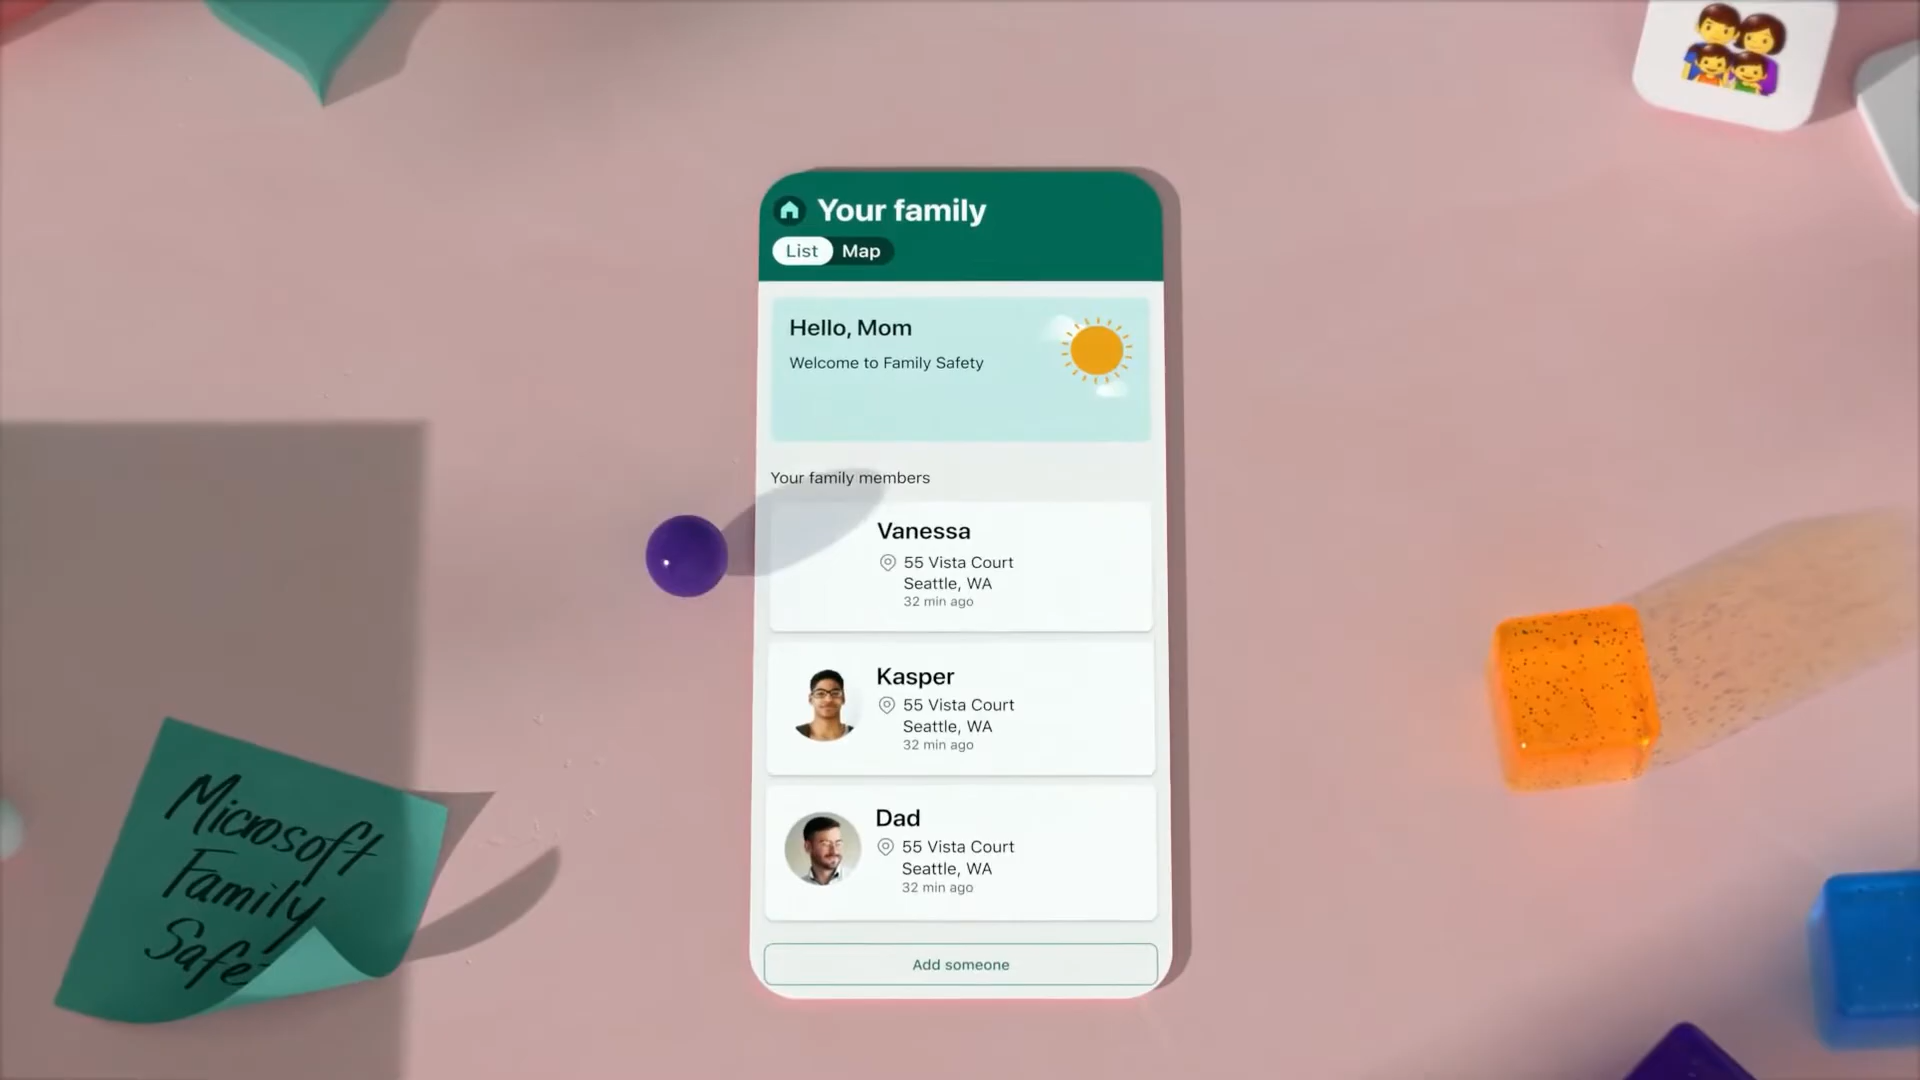 Your family
List Map
Hello, Mom
Welcome to Family Safety
Your family members
Vanessa
55 Vista Court
Seattle, WA
32 min ago
Kasper
55 Vista Court
Seattle, WA
32 min ago
Dad
55 Vista Court
Seattle, WA
32 min ago
Add someone
Microsoft
Family
Safe